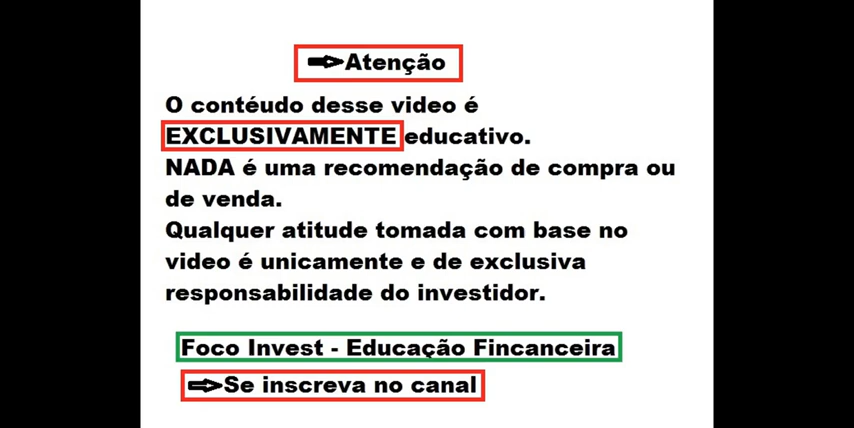 Atenção
O contéudo desse video é
EXCLUSIVAMENTE educativo.
NADA é uma recomendação de compra ou
de venda.
Qualquer atitude tomada com base no
video é unicamente e de exclusiva
responsabilidade do investidor.
Foco Invest - Educação Fincanceira
Se inscreva no canal